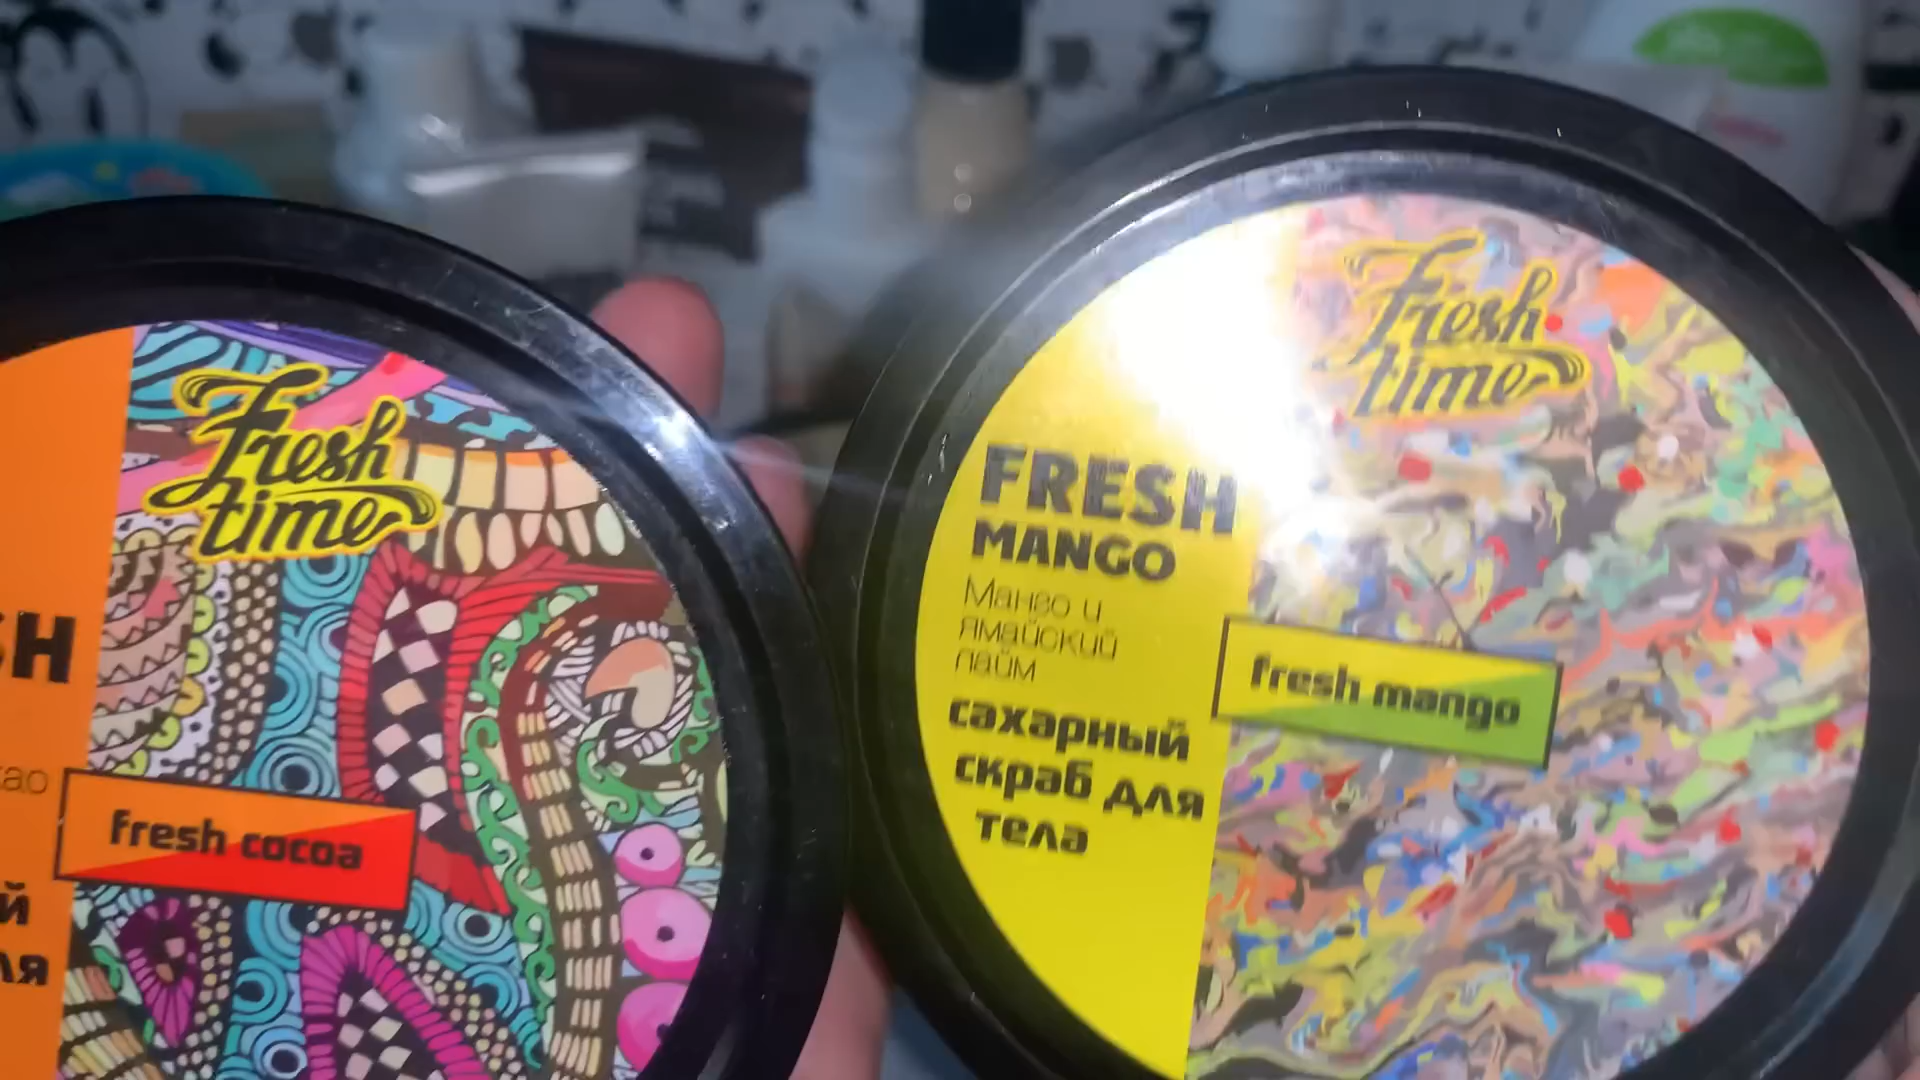 Fresh
time
fresh cocoa
Fresh
time
FRESH
MANGO
Манго и
ямайский
лайм
fresh mango
сахарный
скраб для
тела